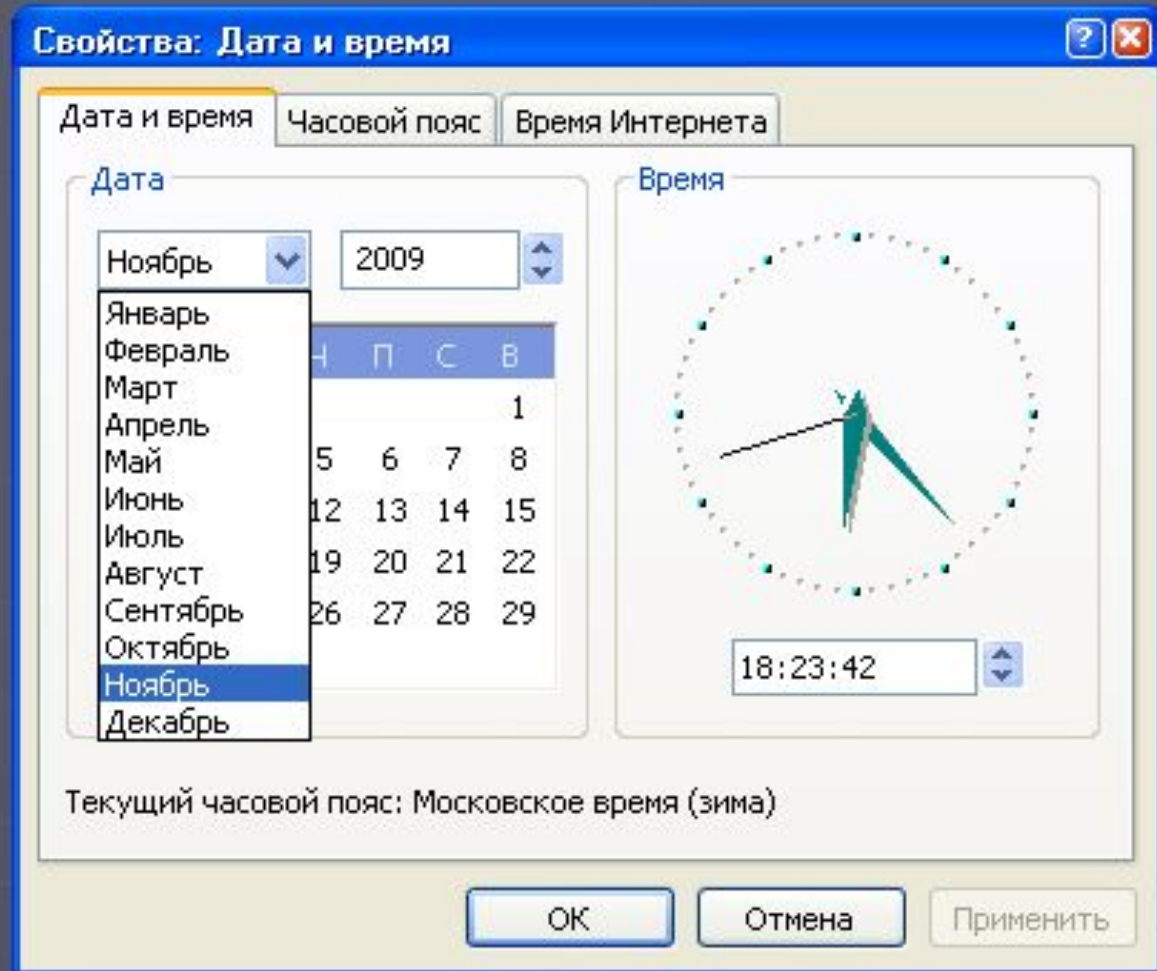 Свойства: Дата и время
Дата и время Часовой пояс Время Интернета
Дата
Время
Ноябрь 2009
Январь
Февраль
Март
Апрель
Май
Июнь
Июль
Август
Сентябрь
Октябрь
Ноябрь
Декабрь
П С В
1
5 6 7 8
12 13 14 15
19 20 21 22
26 27 28 29
18:23:42
Текущий часовой пояс: Московское время (зима)
ОК Отмена Применить